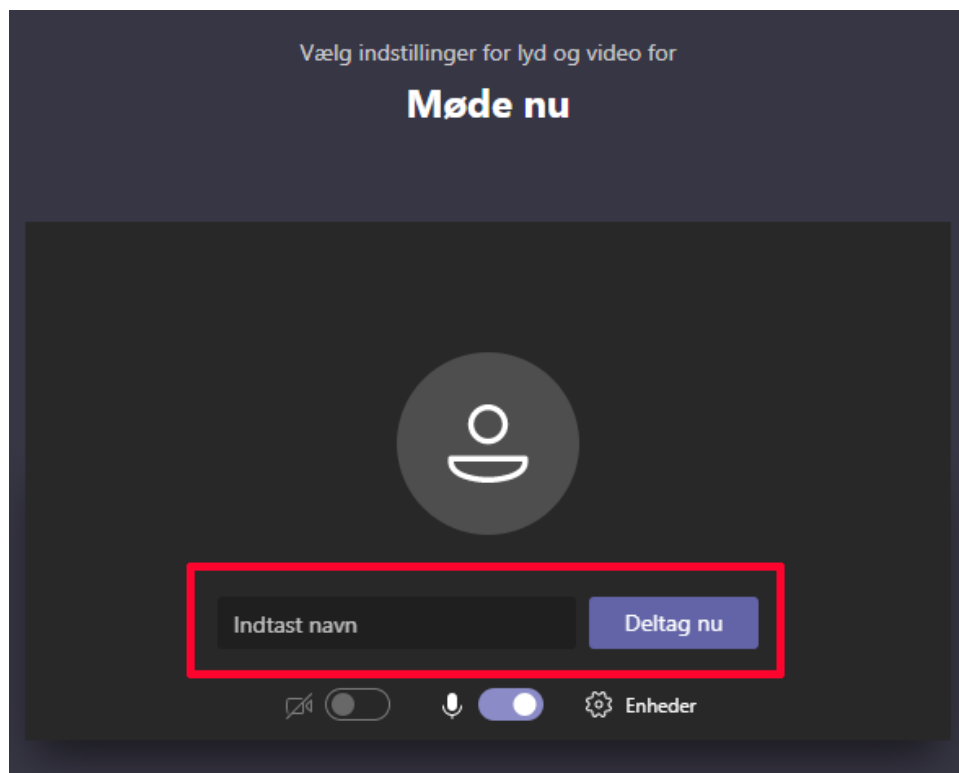 Vælg indstillinger for lyd og video for
Møde nu
Indtast navn
Deltag nu
Enheder